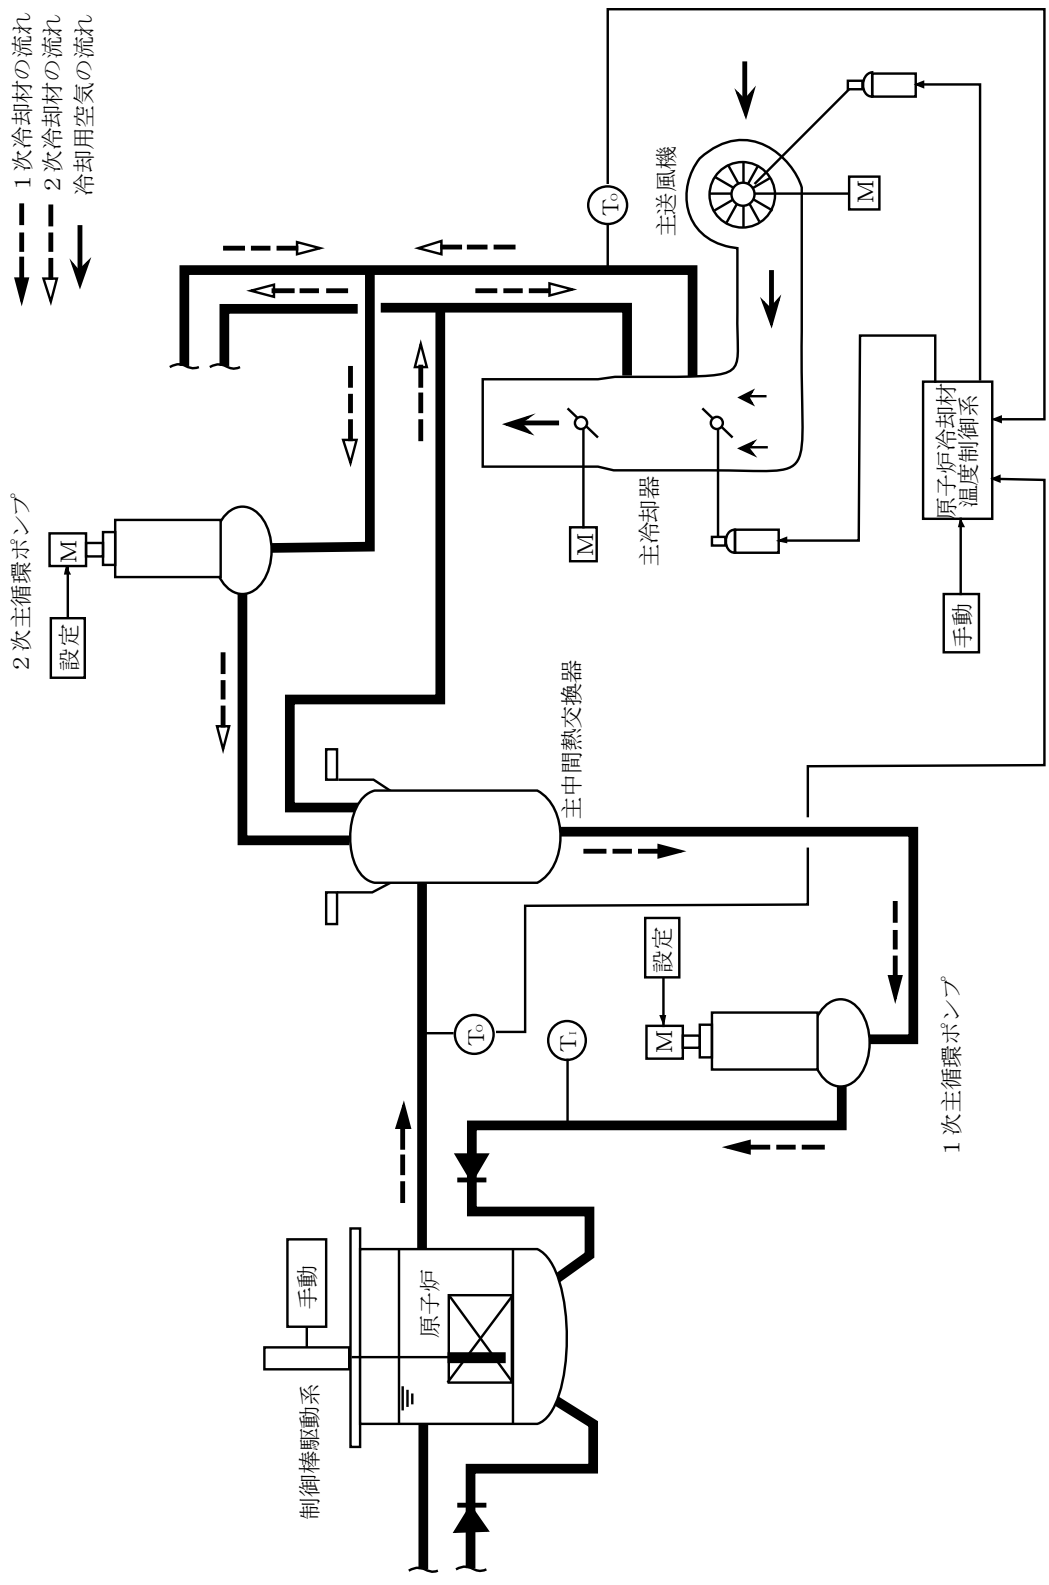 1次冷却材の流れ
2次冷却材の流れ
冷却用空気の流れ
2次主循環ポンプ
M
設定
主送風機
To
M
M
主冷却器
原子炉冷却材
温度制御系
手動
主中間熱交換器
To
TI
設定
M
1次主循環ポンプ
手動
制御棒駆動系
原子炉